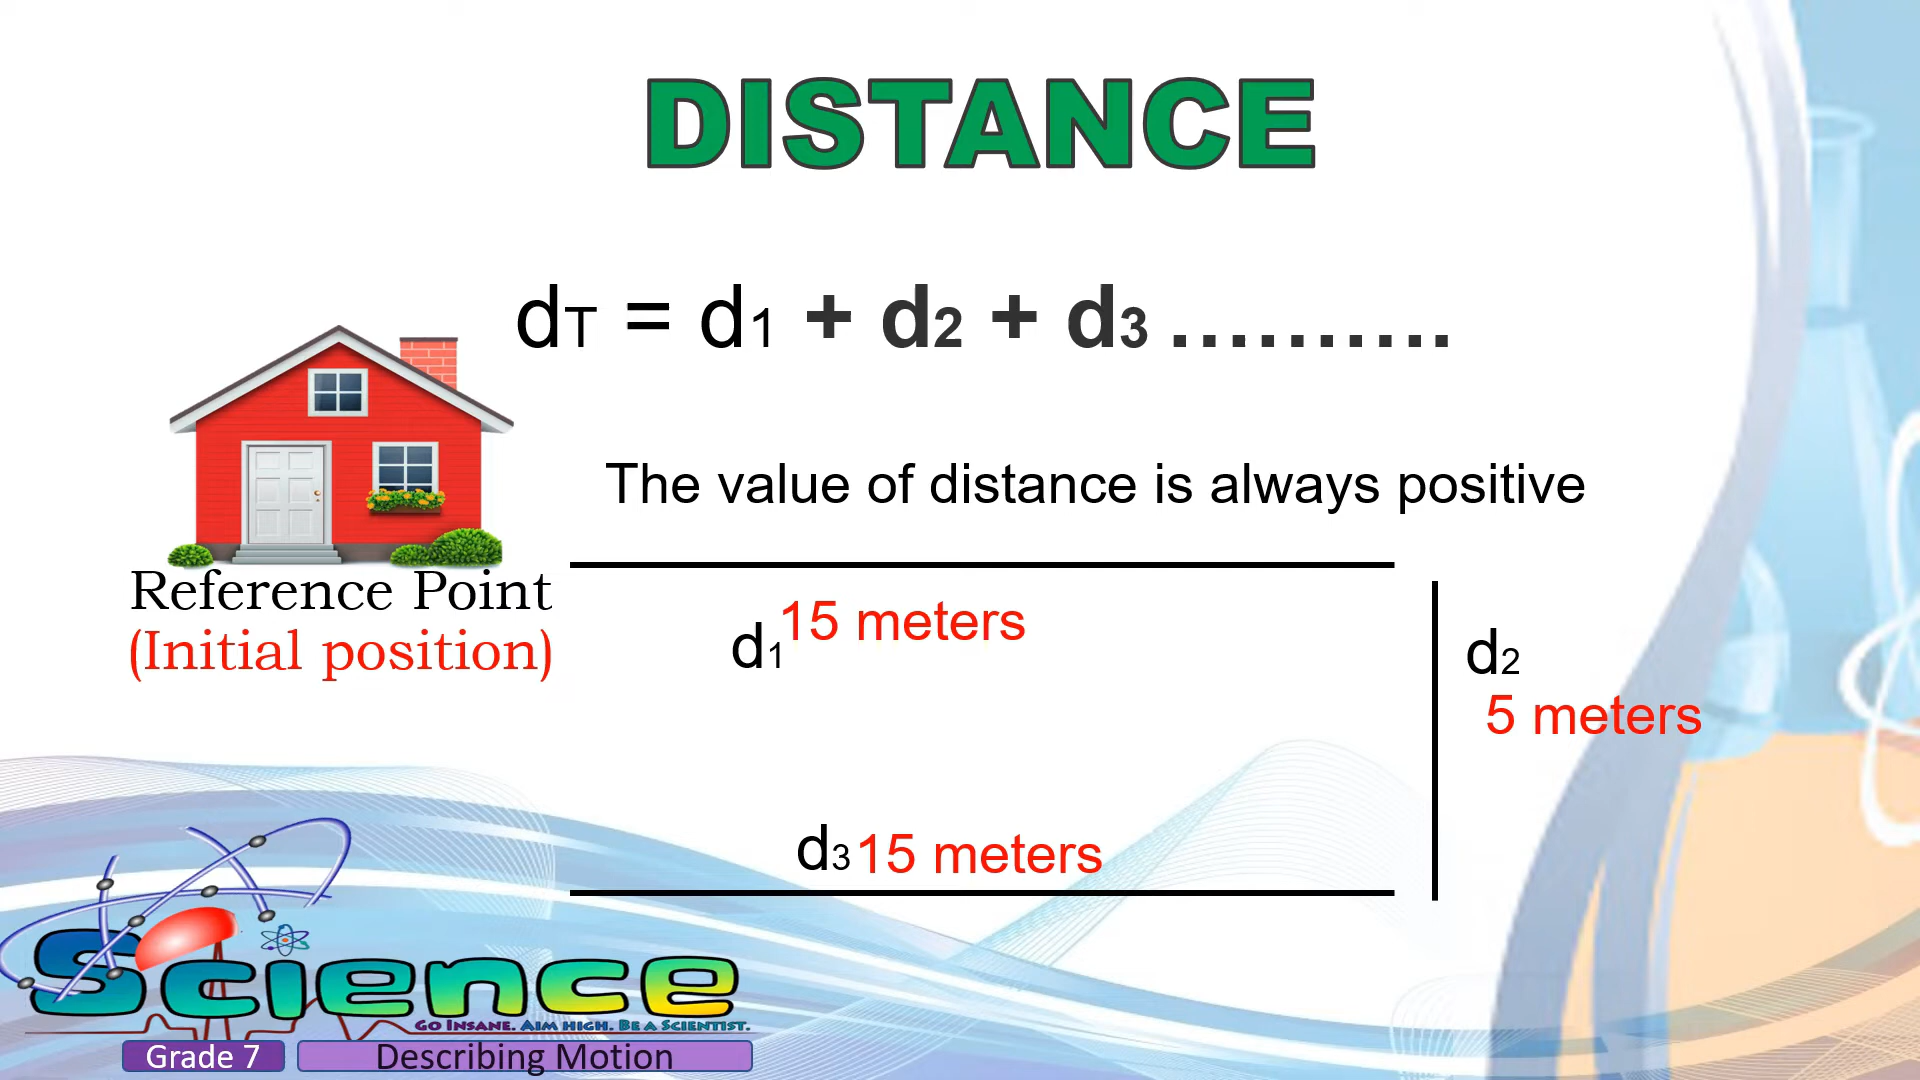 DISTANCE
dT = d1 + d2 + d3 ……….
The value of distance is always positive
Reference Point
(Initial position)
d1 15 meters
d2
5 meters
d3 15 meters
Science
Go Insane. Aim high. Be a Scientist.
Grade 7
Describing Motion